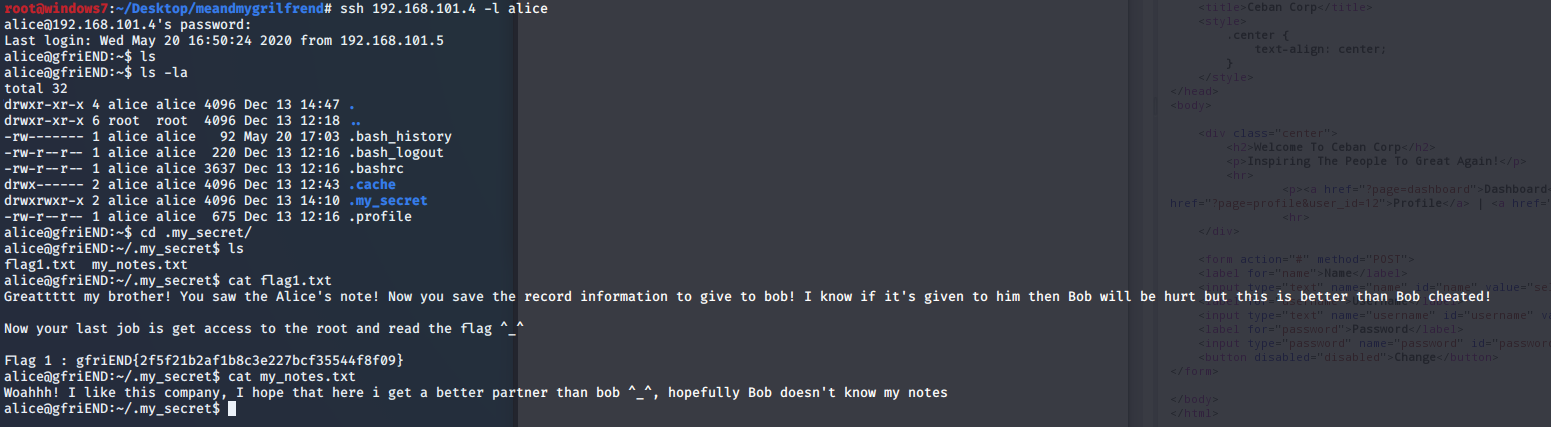 root@windows7:~/Desktop/meandmygrilfrend# ssh 192.168.101.4 -l alice
alice@192.168.101.4's password:
Last login: Wed May 20 16:50:24 2020 from 192.168.101.5
alice@gfriEND:~$ ls
alice@gfriEND:~$ ls -la
total 32
drwxr-xr-x 4 alice alice 4096 Dec 13 14:47 .
drwxr-xr-x 6 root  root  4096 Dec 13 12:18 ..
-rw------- 1 alice alice   92 May 20 17:03 .bash_history
-rw-r--r-- 1 alice alice  220 Dec 13 12:16 .bash_logout
-rw-r--r-- 1 alice alice 3637 Dec 13 12:16 .bashrc
drwx------ 2 alice alice 4096 Dec 13 12:43 .cache
drwxrwxr-x 2 alice alice 4096 Dec 13 14:10 .my_secret
-rw-r--r-- 1 alice alice  675 Dec 13 12:16 .profile
alice@gfriEND:~$ cd .my_secret/
alice@gfriEND:~/.my_secret$ ls
flag1.txt  my_notes.txt
alice@gfriEND:~/.my_secret$ cat flag1.txt
Greattttt my brother! You saw the Alice's note! Now you save the record information to give to bob! I know if it's given to him then Bob will be hurt but this is better than Bob cheated!
Now your last job is get access to the root and read the flag ^_^
Flag 1 : gfriEND{2f5f21b2af1b8c3e227bcf35544f8f09}
alice@gfriEND:~/.my_secret$ cat my_notes.txt
Woahhh! I like this company, I hope that here i get a better partner than bob ^_^, hopefully Bob doesn't know my notes
alice@gfriEND:~/.my_secret$
<title>Ceban Corp</title>
<style>
.center {
text-align: center;
}
</style>
</head>
<body>
<div class="center">
<h2>Welcome To Ceban Corp</h2>
<p>Inspiring The People To Great Again!</p>
<hr>
<p><a href="?page=dashboard">Dashboard
href="?page=profile&user_id=12">Profile</a> | <a href="
<hr>
</div>
<form action="#" method="POST">
<label for="name">Name</label>
<input type="text" name="name" id="name" value="se
<input type="text" name="username" id="username" va
<label for="password">Password</label>
<input type="password" name="password" id="password
<button disabled="disabled">Change</button>
</form>
</body>
</html>